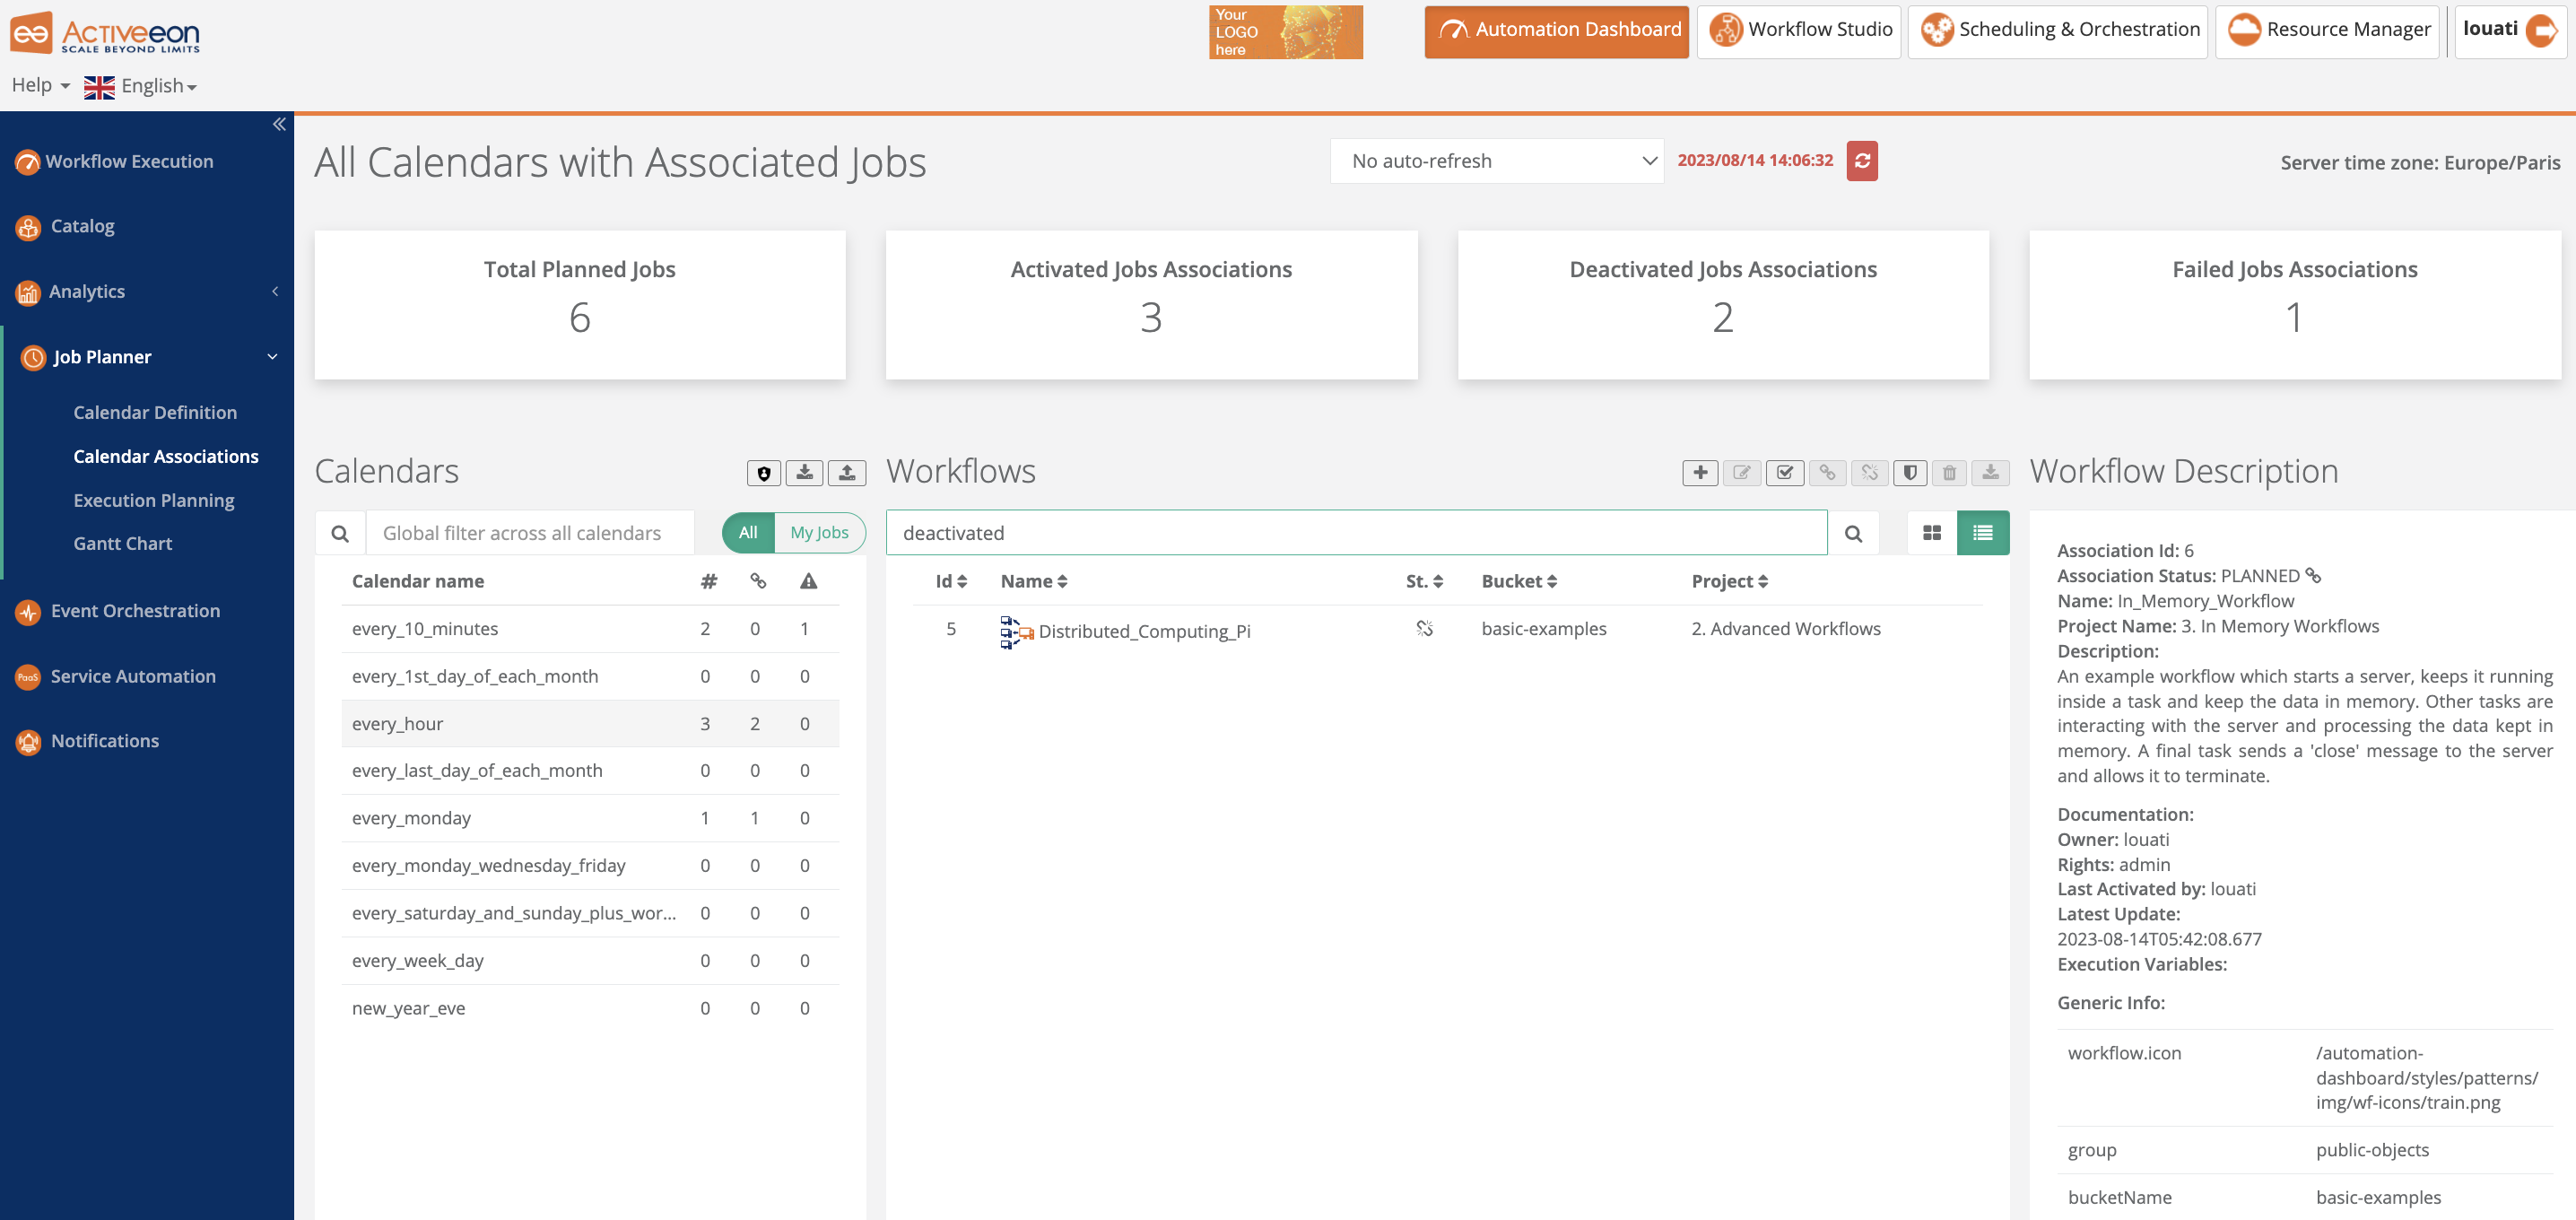 Activeeon
SCALE BEYOND LIMITS
Your
LOGO
here
Automation Dashboard
Workflow Studio
Scheduling & Orchestration
Resource Manager
louati
Help
English
Workflow Execution
Catalog
Analytics
Job Planner
Calendar Definition
Calendar Associations
Execution Planning
Gantt Chart
Event Orchestration
PaaS
Service Automation
Notifications
All Calendars with Associated Jobs
No auto-refresh
2023/08/14 14:06:32
Server time zone: Europe/Paris
Total Planned Jobs
6
Activated Jobs Associations
3
Deactivated Jobs Associations
2
Failed Jobs Associations
1
Calendars
Global filter across all calendars
All
My Jobs
Calendar name #
every_10_minutes 2 0 1
every_1st_day_of_each_month 0 0 0
every_hour 3 2 0
every_last_day_of_each_month 0 0 0
every_monday 1 1 0
every_monday_wednesday_friday 0 0 0
every_saturday_and_sunday_plus_wor... 0 0 0
every_week_day 0 0 0
new_year_eve 0 0 0
Workflows
deactivated
Id Name St. Bucket Project
5 Distributed_Computing_Pi basic-examples 2. Advanced Workflows
Workflow Description
Association Id: 6
Association Status: PLANNED
Name: In_Memory_Workflow
Project Name: 3. In Memory Workflows
Description:
An example workflow which starts a server, keeps it running
inside a task and keep the data in memory. Other tasks are
interacting with the server and processing the data kept in
memory. A final task sends a 'close' message to the server
and allows it to terminate.
Documentation:
Owner: louati
Rights: admin
Last Activated by: louati
Latest Update:
2023-08-14T05:42:08.677
Execution Variables:
Generic Info:
workflow.icon /automation-
dashboard/styles/patterns/
img/wf-icons/train.png
group public-objects
bucketName basic-examples